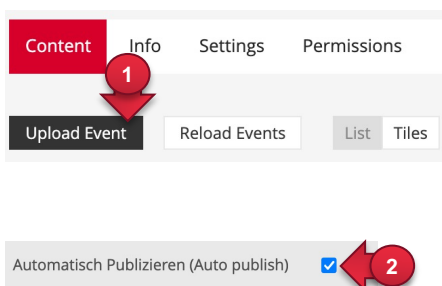 Content Info Settings Permissions
1
Upload Event Reload Events List Tiles
Automatisch Publizieren (Auto publish) 2